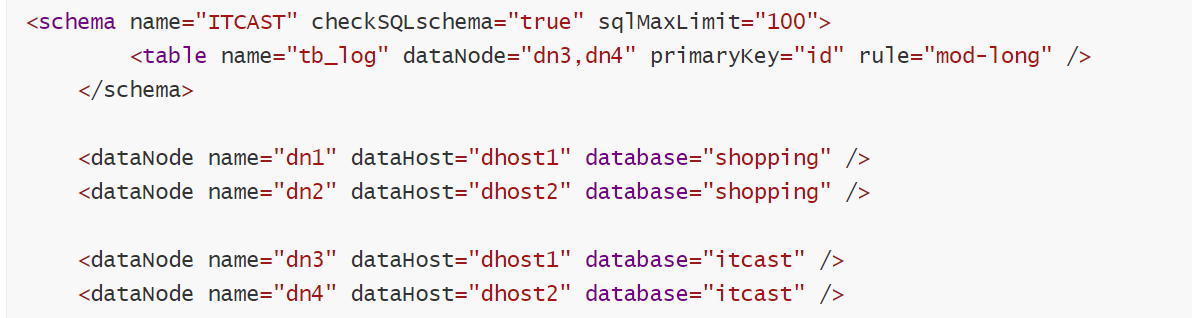 <schema name="ITCAST" checkSQLschema="true" sqlMaxLimit="100">
<table name="tb_log" dataNode="dn3,dn4" primaryKey="id" rule="mod-long" />
</schema>
<dataNode name="dn1" dataHost="dhost1" database="shopping" />
<dataNode name="dn2" dataHost="dhost2" database="shopping" />
<dataNode name="dn3" dataHost="dhost1" database="itcast" />
<dataNode name="dn4" dataHost="dhost2" database="itcast" />